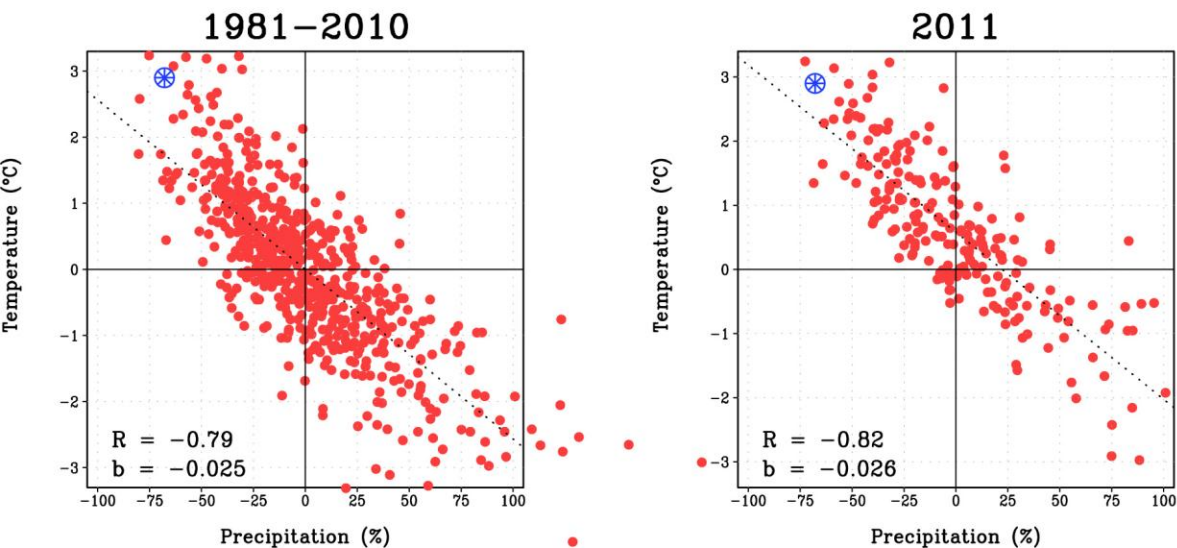 1981−2010
Temperature (°C)
3
2
1
0
−1
−2
−3
R = −0.79
b = −0.025
−100 −75 −50 −25 0 25 50 75 100
Precipitation (%)
2011
Temperature (°C)
3
2
1
0
−1
−2
−3
R = −0.82
b = −0.026
−100 −75 −50 −25 0 25 50 75 100
Precipitation (%)